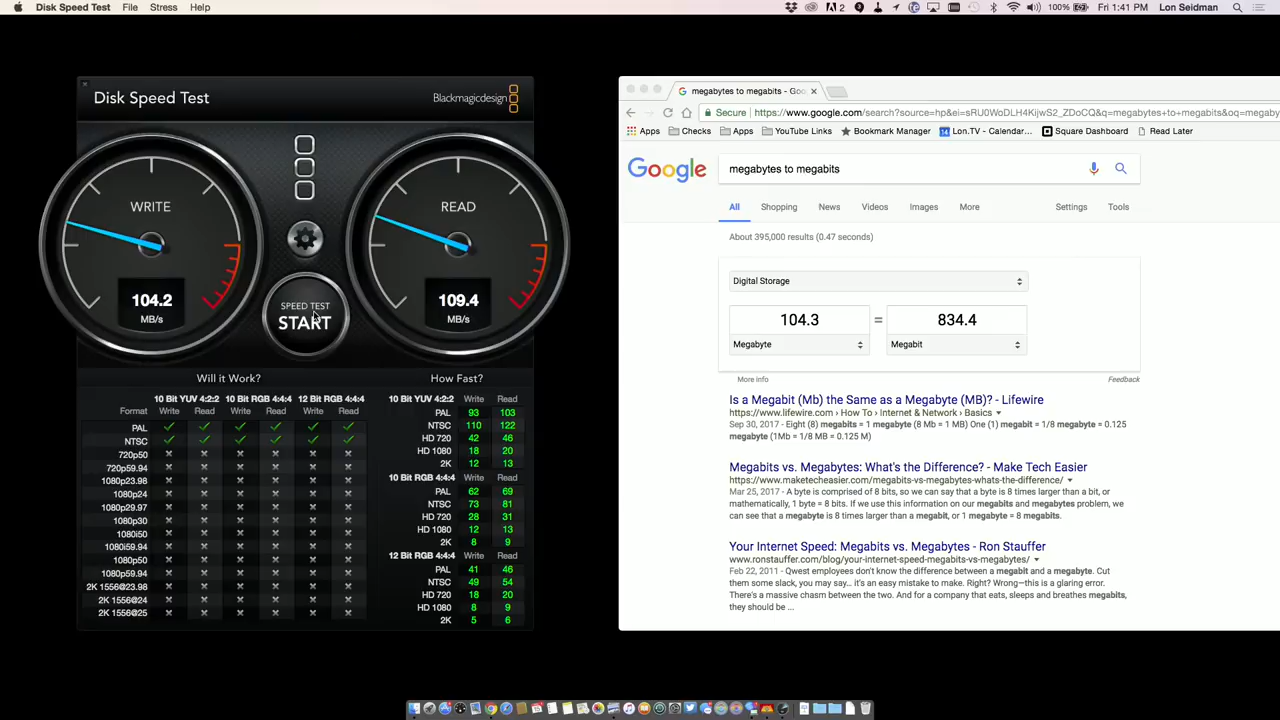 Disk Speed Test File Stress Help
2 100% Fri 1:41 PM Lon Seidman
Disk Speed Test
Blackmagicdesign
WRITE
104.2
MB/s
READ
109.4
MB/s
SPEED TEST
START
Will it Work?
10 Bit YUV 4:2:2 10 Bit RGB 4:4:4 12 Bit RGB 4:4:4
Format Write Read Write Read Write Read
PAL
NTSC
720p50
720p59.94
1080p23.98
1080p24
1080p29.97
1080p30
1080i50
1080i59.94
1080p50
1080p59.94
2K 1556@23.98
2K 1556@24
2K 1556@25
How Fast?
10 Bit YUV 4:2:2 Write Read
PAL 93 103
NTSC 110 122
HD 720 42 46
HD 1080 18 20
2K 12 13
10 Bit RGB 4:4:4 Write Read
PAL 62 69
NTSC 73 81
HD 720 28 31
HD 1080 12 13
2K 8 9
12 Bit RGB 4:4:4 Write Read
PAL 41 46
NTSC 49 54
HD 720 18 20
HD 1080 8 9
2K 5 6
megabytes to megabits - Goo
Secure https://www.google.com/search?source=hp&ei=sRU0WoDLH4KijwS2_ZDoCQ&q=megabytes+to+megabits&oq=megaby
Apps Checks Apps YouTube Links Bookmark Manager 14 Lon.TV - Calendar... Square Dashboard Read Later
Google
megabytes to megabits
All Shopping News Videos Images More Settings Tools
About 395,000 results (0.47 seconds)
Digital Storage
104.3 = 834.4
Megabyte Megabit
More info Feedback
Is a Megabit (Mb) the Same as a Megabyte (MB)? - Lifewire
https://www.lifewire.com › How To › Internet & Network › Basics
Sep 30, 2017 - Eight (8) megabits = 1 megabyte (8 Mb = 1 MB) One (1) megabit = 1/8 megabyte = 0.125
megabyte (1Mb = 1/8 MB = 0.125 M)
Megabits vs. Megabytes: What's the Difference? - Make Tech Easier
https://www.maketecheasier.com/megabits-vs-megabytes-whats-the-difference/
Mar 25, 2017 - A byte is comprised of 8 bits, so we can say that a byte is 8 times larger than a bit, or
mathematically, 1 byte = 8 bits. If we use this information on our megabits and megabytes problem, we
can see that a megabyte is 8 times larger than a megabit, or 1 megabyte = 8 megabits.
Your Internet Speed: Megabits vs. Megabytes - Ron Stauffer
www.ronstauffer.com/blog/your-internet-speed-megabits-vs-megabytes/
Feb 22, 2011 - Qwest employees don't know the difference between a megabit and a megabyte. Cut
them some slack, you may say... it's an easy mistake to make. Right? Wrong—this is a glaring error.
There's a massive chasm between the two. And for a company that eats, sleeps and breathes megabits,
they should be ...